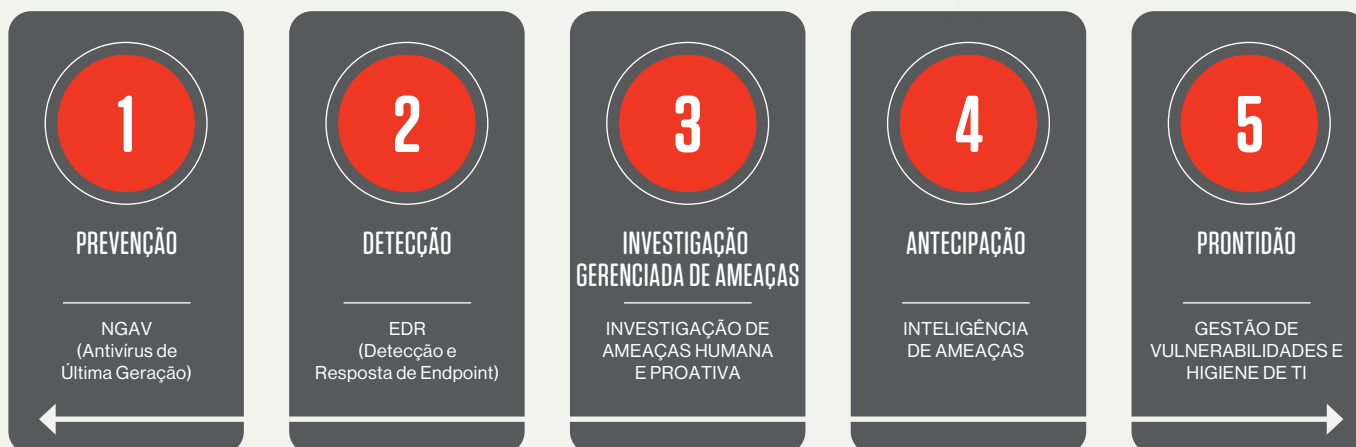 1
PREVENÇÃO
NGAV
(Antivírus de
Última Geração)
2
DETECÇÃO
EDR
(Detecção e
Resposta de Endpoint)
3
INVESTIGAÇÃO
GERENCIADA DE AMEAÇAS
INVESTIGAÇÃO DE
AMEAÇAS HUMANA
E PROATIVA
4
ANTECIPAÇÃO
INTELIGÊNCIA
DE AMEAÇAS
5
PRONTIDÃO
GESTÃO DE
VULNERABILIDADES E
HIGIENE DE TI